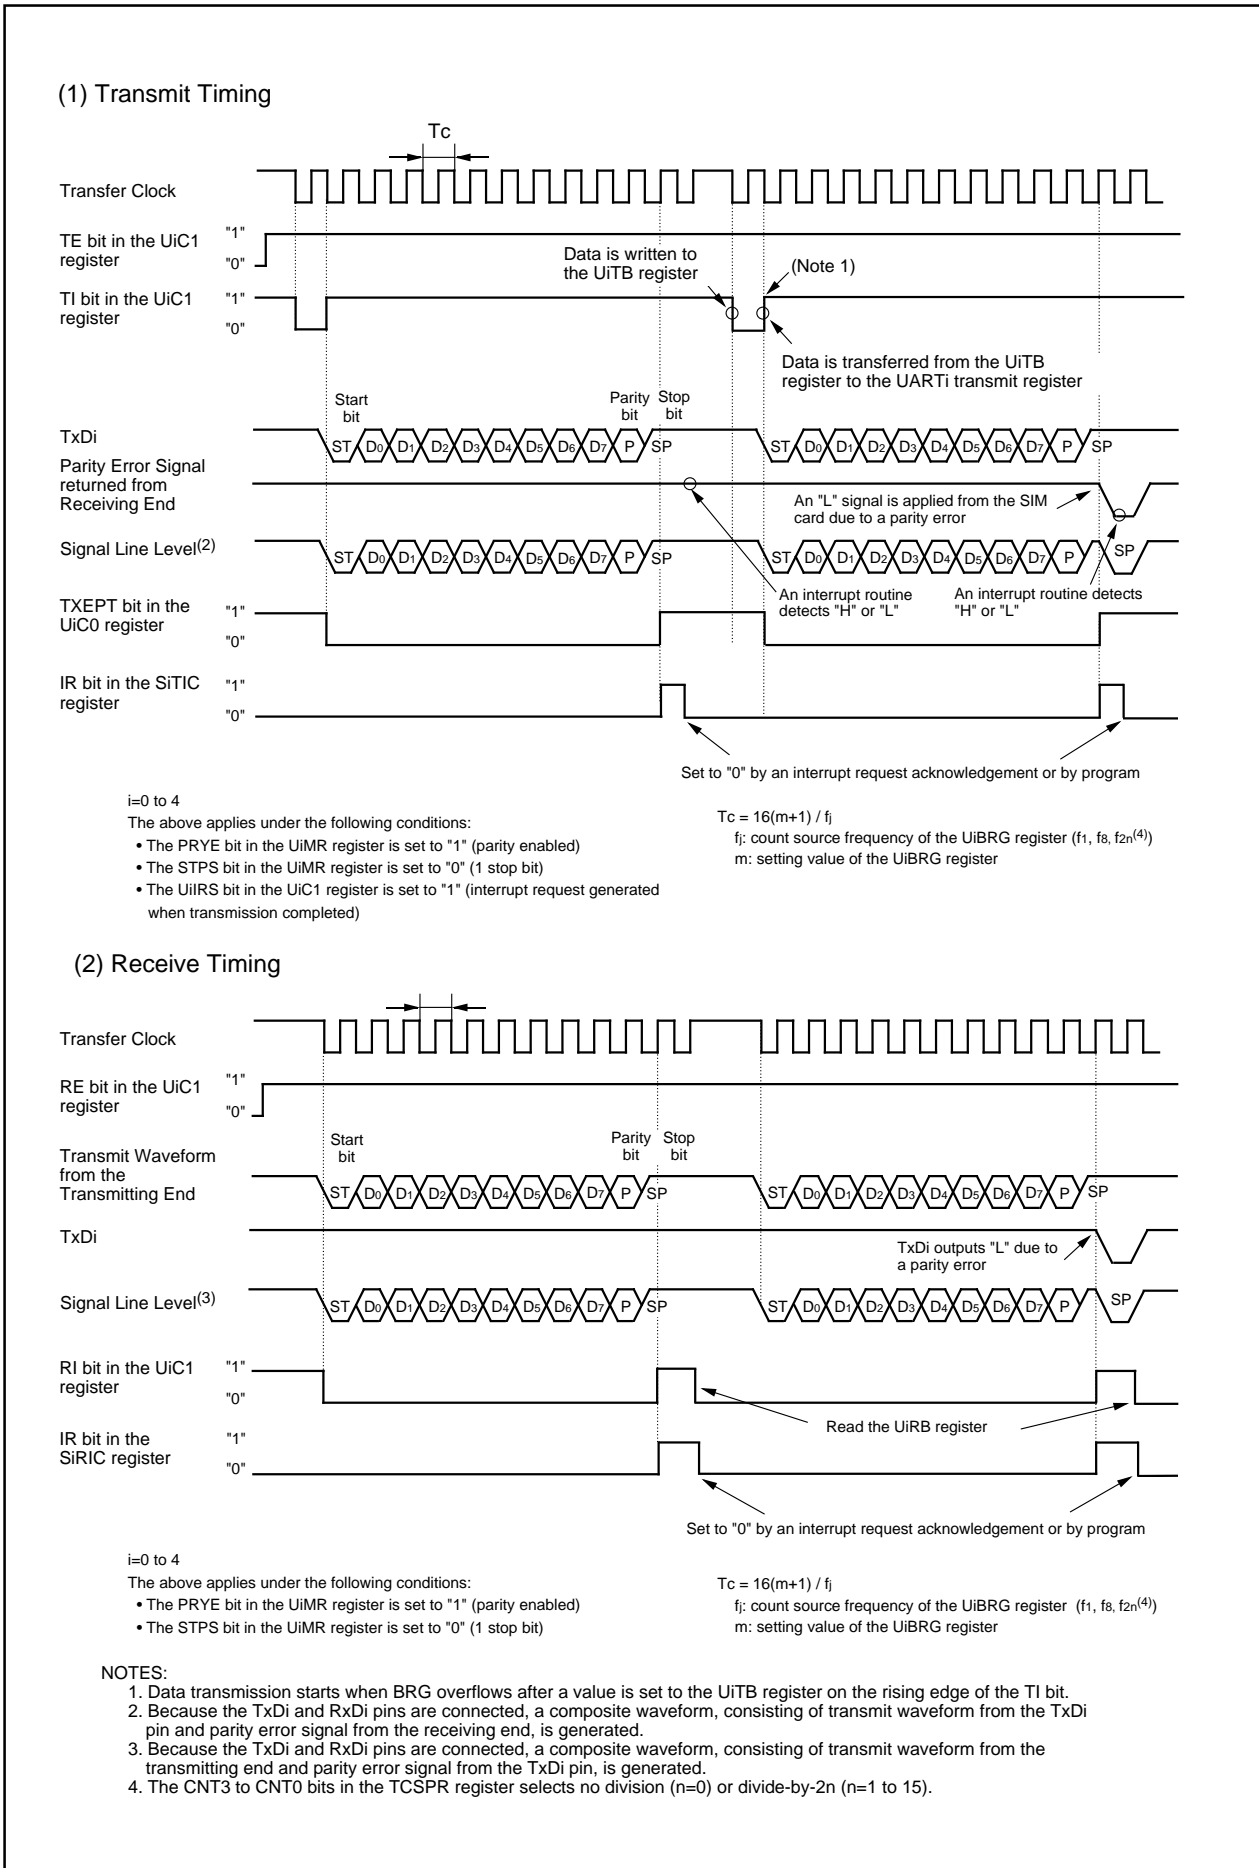 (1) Transmit Timing
Tc
Transfer Clock
TE bit in the UiC1
register
"1"
"0"
Data is written to
the UiTB register
(Note 1)
TI bit in the UiC1
register
"1"
"0"
Data is transferred from the UiTB
register to the UARTi transmit register
Start
bit
Parity
bit
Stop
bit
TxDi
ST D0 D1 D2 D3 D4 D5 D6 D7 P SP ST D0 D1 D2 D3 D4 D5 D6 D7 P SP
Parity Error Signal
returned from
Receiving End
An "L" signal is applied from the SIM
card due to a parity error
Signal Line Level(2)
ST D0 D1 D2 D3 D4 D5 D6 D7 P SP ST D0 D1 D2 D3 D4 D5 D6 D7 P SP
An interrupt routine
detects "H" or "L"
An interrupt routine detects
"H" or "L"
TXEPT bit in the
UiC0 register
"1"
"0"
IR bit in the SiTIC
register
"1"
"0"
Set to "0" by an interrupt request acknowledgement or by program
i=0 to 4
The above applies under the following conditions:
• The PRYE bit in the UiMR register is set to "1" (parity enabled)
• The STPS bit in the UiMR register is set to "0" (1 stop bit)
• The UiIRS bit in the UiC1 register is set to "1" (interrupt request generated
when transmission completed)
Tc = 16(m+1) / fj
fj: count source frequency of the UiBRG register (f1, f8, f2n(4))
m: setting value of the UiBRG register
(2) Receive Timing
Transfer Clock
RE bit in the UiC1
register
"1"
"0"
Start
bit
Parity
bit
Stop
bit
Transmit Waveform
from the
Transmitting End
ST D0 D1 D2 D3 D4 D5 D6 D7 P SP ST D0 D1 D2 D3 D4 D5 D6 D7 P SP
TxDi
TxDi outputs "L" due to
a parity error
Signal Line Level(3)
ST D0 D1 D2 D3 D4 D5 D6 D7 P SP ST D0 D1 D2 D3 D4 D5 D6 D7 P SP
RI bit in the UiC1
register
"1"
"0"
Read the UiRB register
IR bit in the
SiRIC register
"1"
"0"
Set to "0" by an interrupt request acknowledgement or by program
i=0 to 4
The above applies under the following conditions:
• The PRYE bit in the UiMR register is set to "1" (parity enabled)
• The STPS bit in the UiMR register is set to "0" (1 stop bit)
Tc = 16(m+1) / fj
fj: count source frequency of the UiBRG register (f1, f8, f2n(4))
m: setting value of the UiBRG register
NOTES:
1. Data transmission starts when BRG overflows after a value is set to the UiTB register on the rising edge of the TI bit.
2. Because the TxDi and RxDi pins are connected, a composite waveform, consisting of transmit waveform from the TxDi
pin and parity error signal from the receiving end, is generated.
3. Because the TxDi and RxDi pins are connected, a composite waveform, consisting of transmit waveform from the
transmitting end and parity error signal from the TxDi pin, is generated.
4. The CNT3 to CNT0 bits in the TCSPR register selects no division (n=0) or divide-by-2n (n=1 to 15).